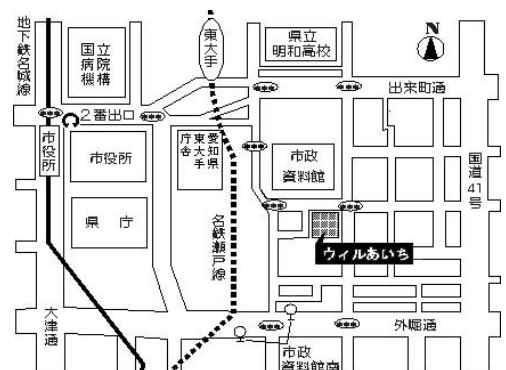 地下鉄名城線
国立
病院
機構
東大手
県立
明和高校
N
出来町通
2番出口
市役所
市役所
愛知県
東大手
庁舎
市政
資料館
国道41号
県庁
名鉄瀬戸線
ウィルあいち
大津通
外堀通
市政
資料館南